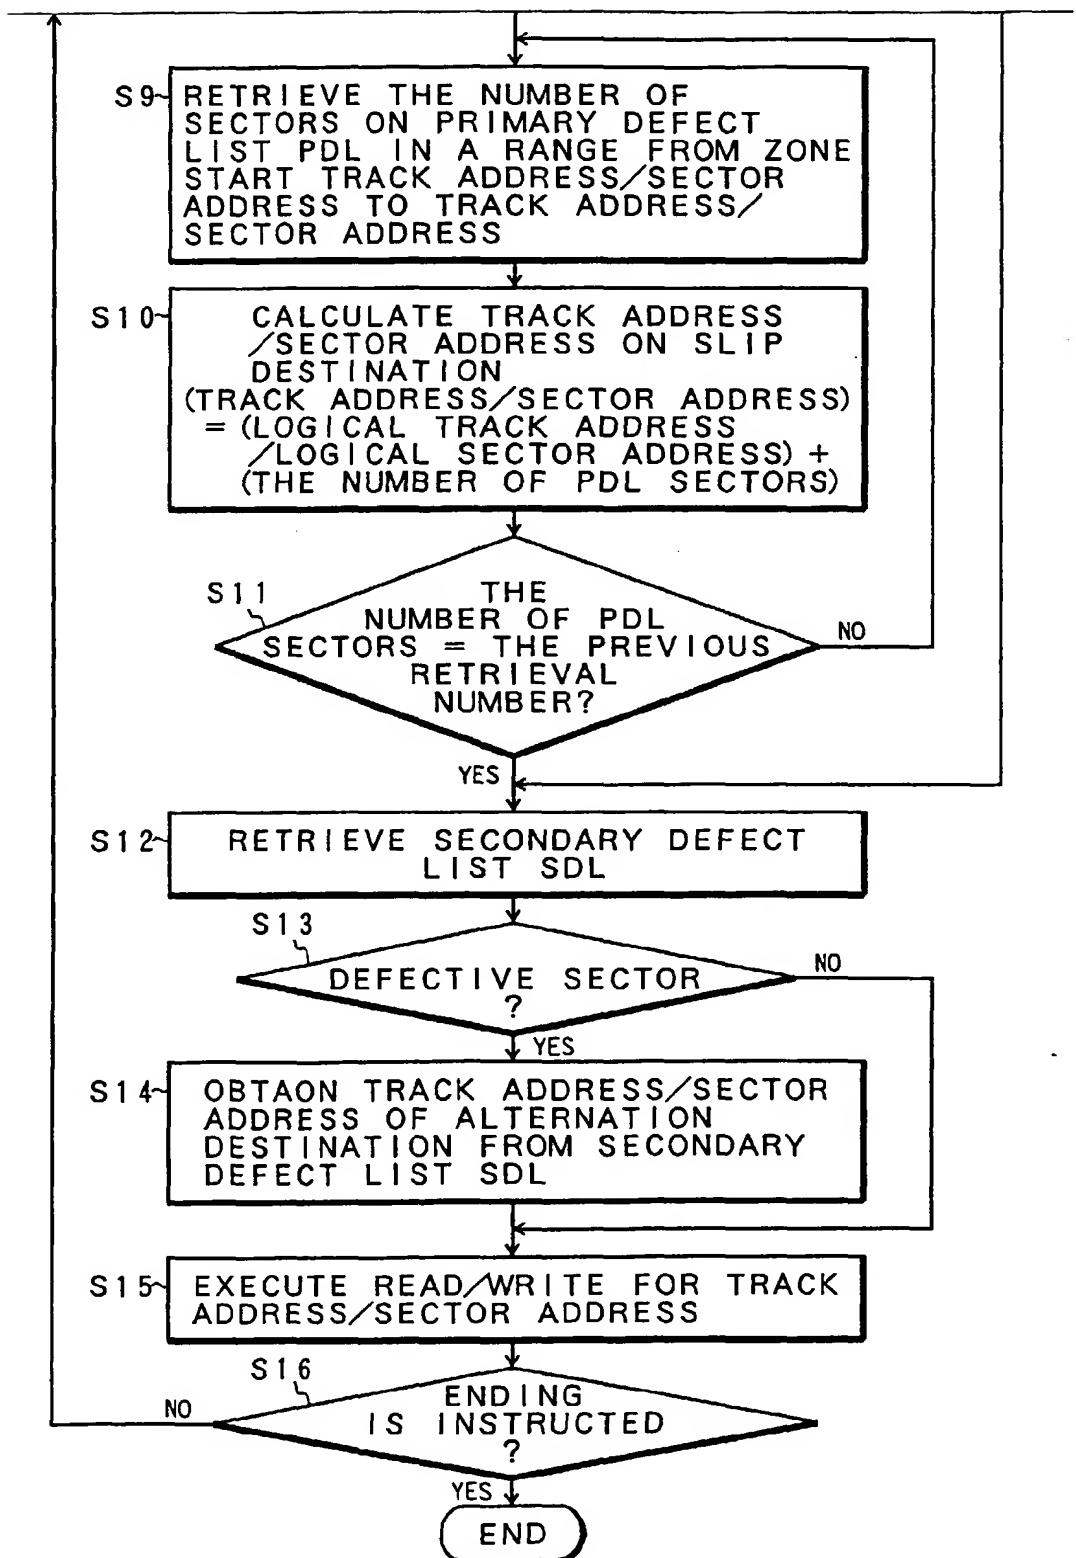 S9
RETRIEVE THE NUMBER OF
SECTORS ON PRIMARY DEFECT
LIST PDL IN A RANGE FROM ZONE
START TRACK ADDRESS/SECTOR
ADDRESS TO TRACK ADDRESS/
SECTOR ADDRESS
S10
CALCULATE TRACK ADDRESS
/SECTOR ADDRESS ON SLIP
DESTINATION
(TRACK ADDRESS/SECTOR ADDRESS)
= (LOGICAL TRACK ADDRESS
/LOGICAL SECTOR ADDRESS) +
(THE NUMBER OF PDL SECTORS)
S11
THE
NUMBER OF PDL
SECTORS = THE PREVIOUS
RETRIEVAL
NUMBER?
NO
YES
S12
RETRIEVE SECONDARY DEFECT
LIST SDL
S13
DEFECTIVE SECTOR
?
NO
YES
S14
OBTAON TRACK ADDRESS/SECTOR
ADDRESS OF ALTERNATION
DESTINATION FROM SECONDARY
DEFECT LIST SDL
S15
EXECUTE READ/WRITE FOR TRACK
ADDRESS/SECTOR ADDRESS
S16
ENDING
IS INSTRUCTED
?
NO
YES
END